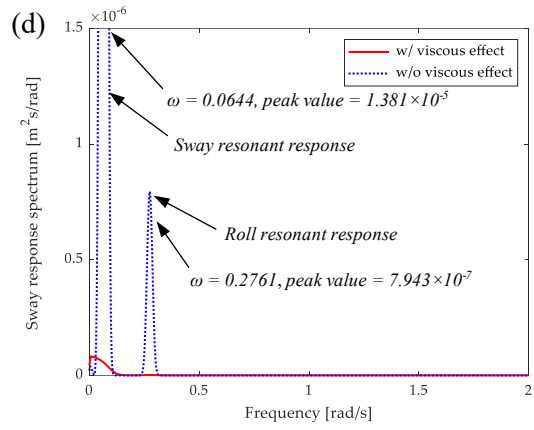 (d)
×10⁻⁶
1.5
1
0.5
0
w/ viscous effect
w/o viscous effect
ω = 0.0644, peak value = 1.381×10⁻⁵
Sway resonant response
Roll resonant response
ω = 0.2761, peak value = 7.943×10⁻⁷
Sway response spectrum [m² s/rad]
0 0.5 1 1.5 2
Frequency [rad/s]